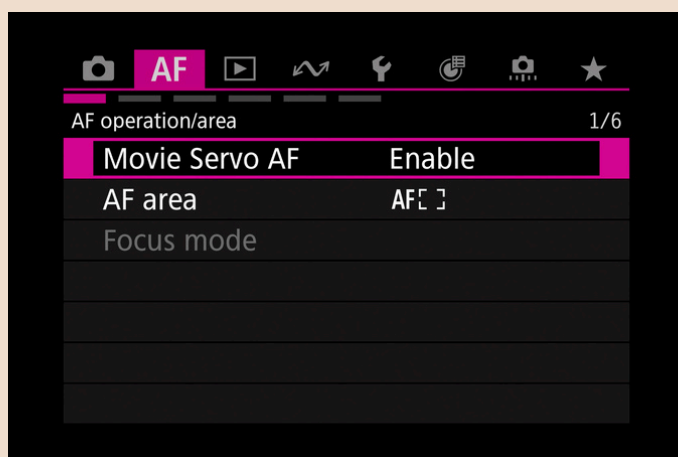 AF
AF operation/area 1/6
Movie Servo AF Enable
AF area AF[ ]
Focus mode